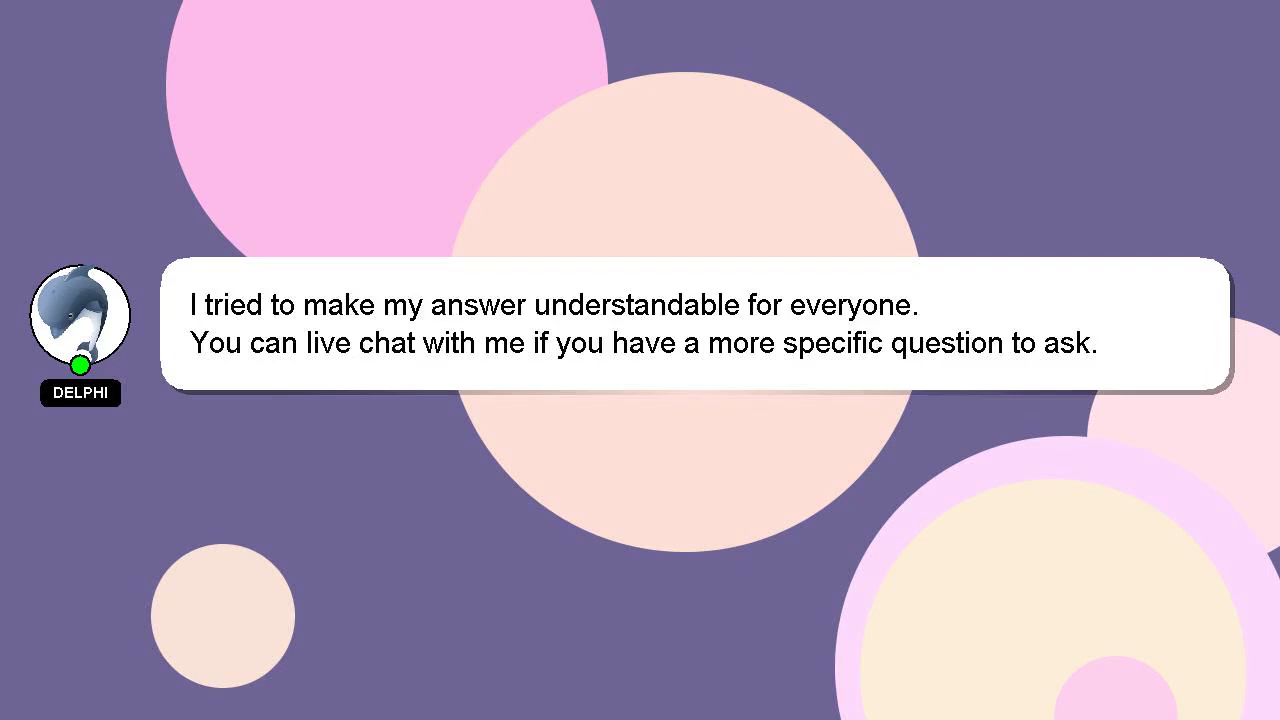 I tried to make my answer understandable for everyone.
You can live chat with me if you have a more specific question to ask.
DELPHI